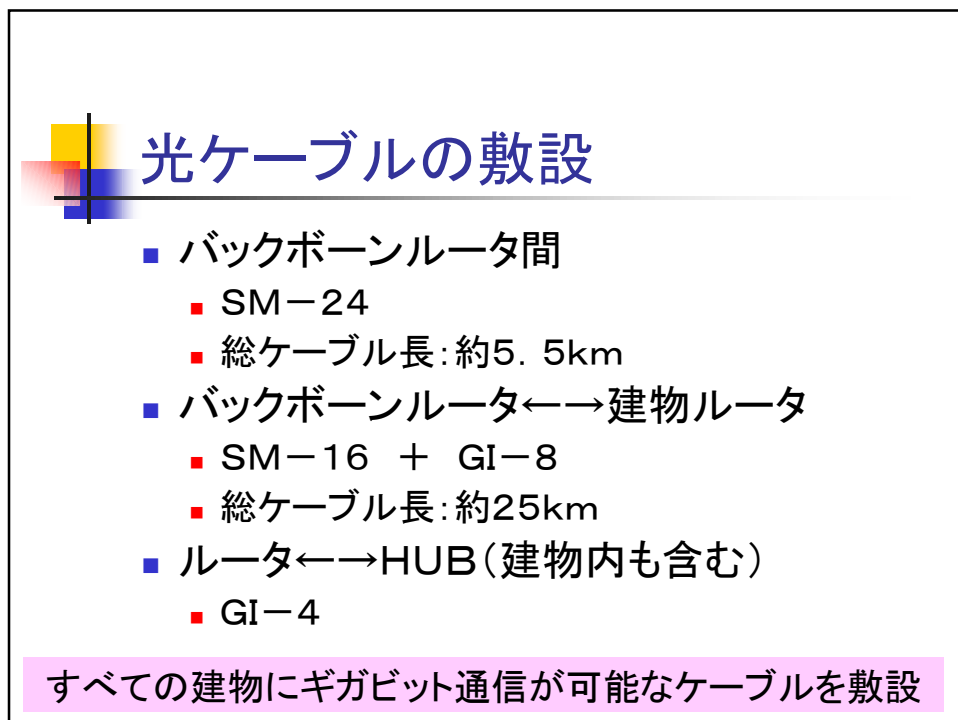 光ケーブルの敷設
バックボーンルータ間
SM－24
総ケーブル長：約5．5km
バックボーンルータ←→建物ルータ
SM－16　＋　GI－8
総ケーブル長：約25km
ルータ←→HUB（建物内も含む）
GI－4
すべての建物にギガビット通信が可能なケーブルを敷設